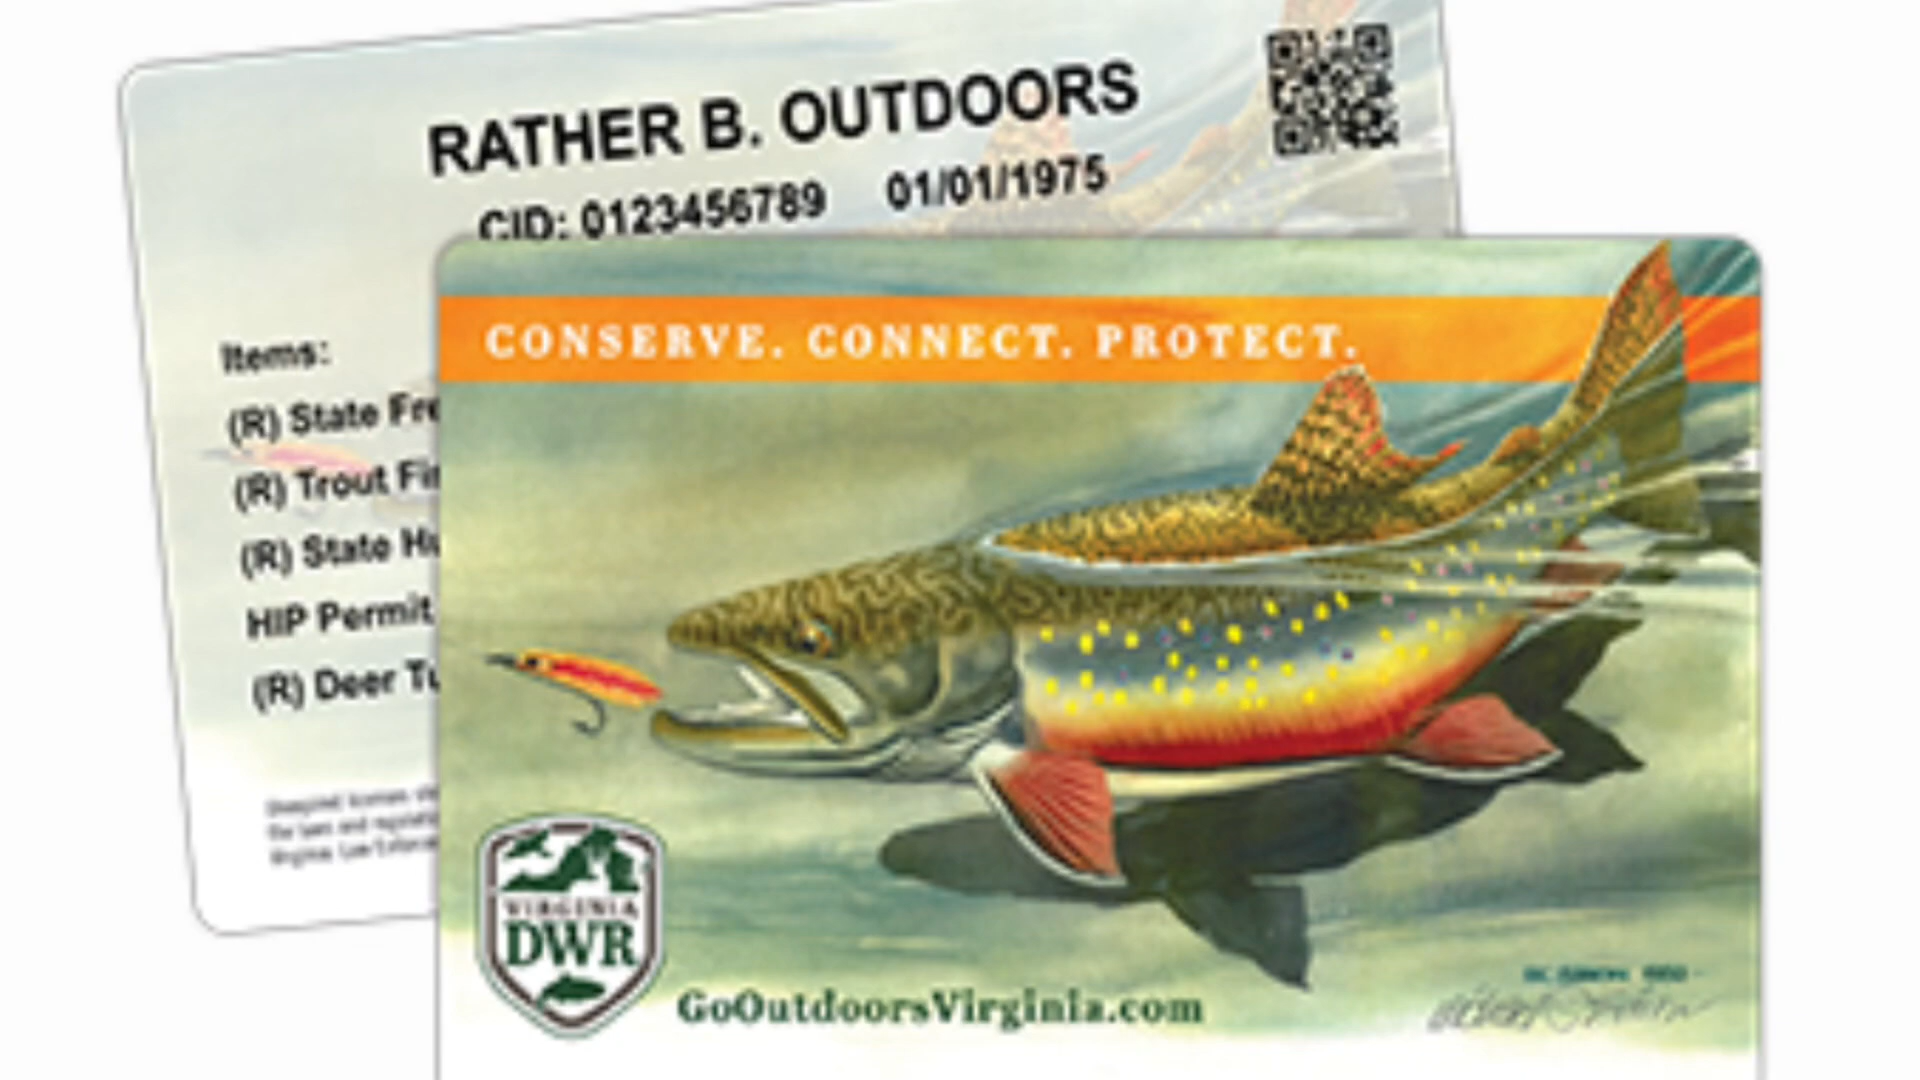 RATHER B. OUTDOORS
CID: 0123456789 01/01/1975
Items:
(R) State Fre
(R) Trout Fi
(R) State Hu
HIP Permit
(R) Deer Tu
CONSERVE. CONNECT. PROTECT.
VIRGINIA
DWR
GoOutdoorsVirginia.com